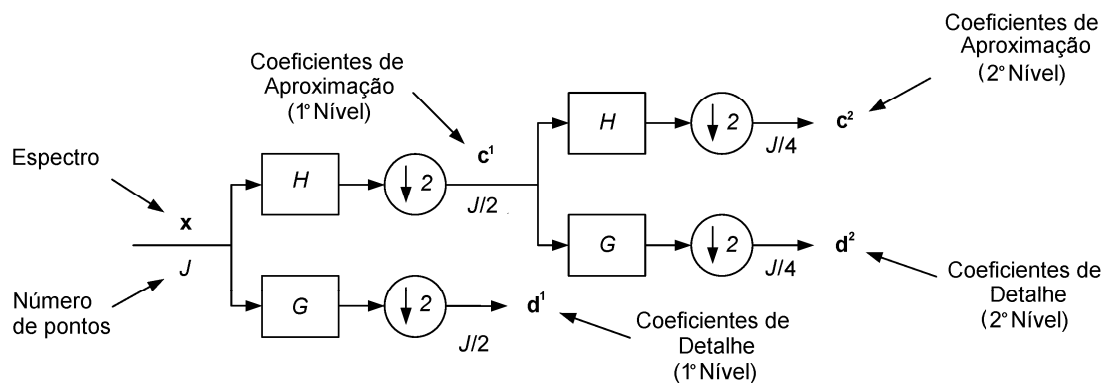 Coeficientes de
Aproximação
(2° Nível)
Coeficientes de
Aproximação
(1° Nível)
H
↓ 2
c²
J/4
Espectro
c¹
H
↓ 2
J/2
x
J
G
↓ 2
d²
J/4
Coeficientes de
Detalhe
(2° Nível)
Número
de pontos
G
↓ 2
d¹
J/2
Coeficientes de
Detalhe
(1° Nível)